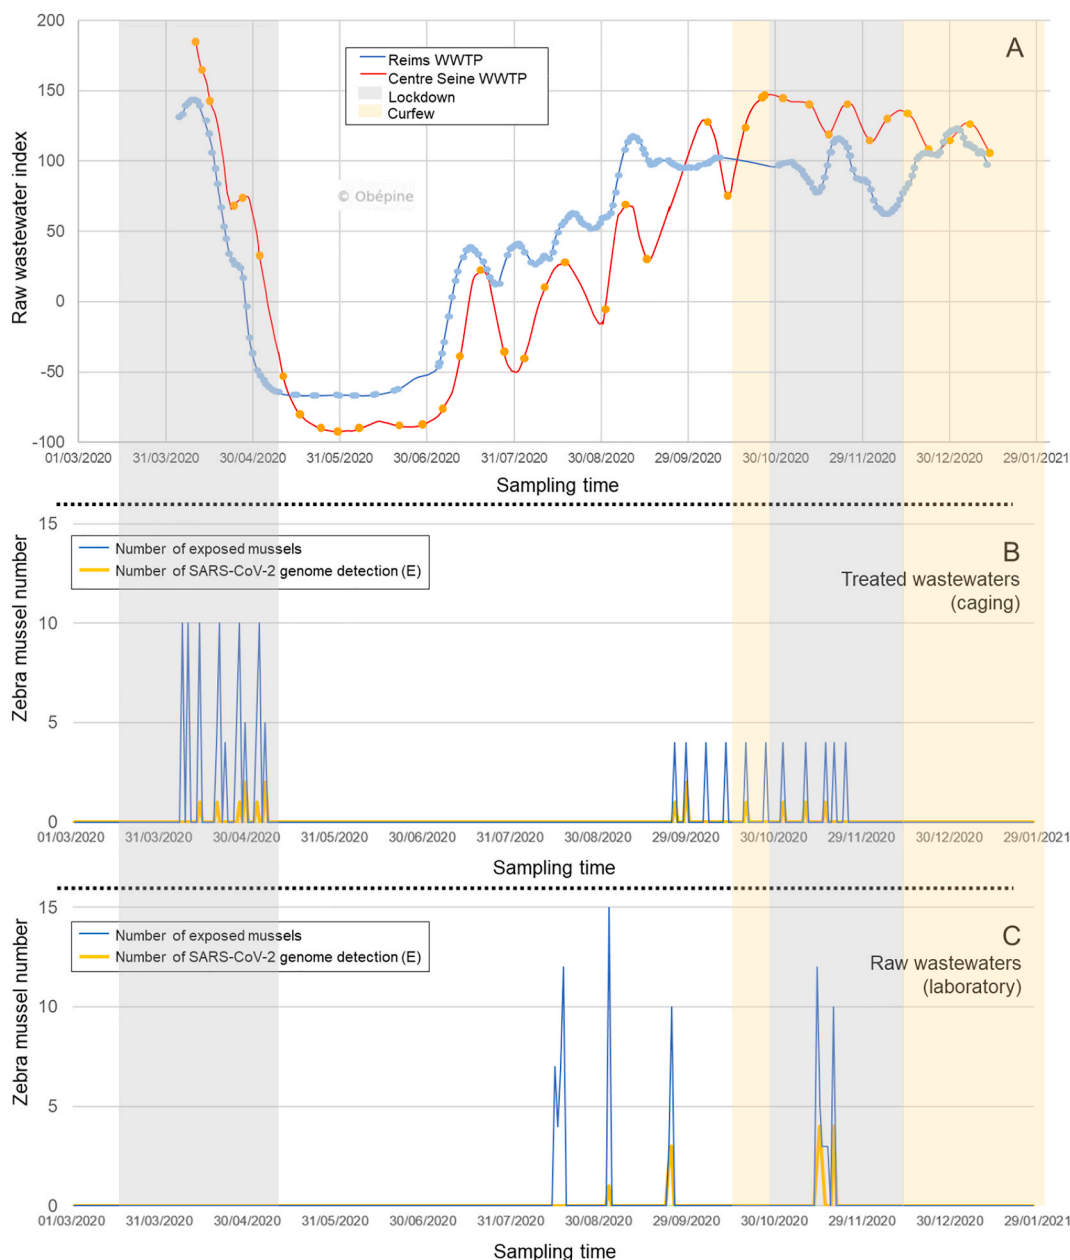 200
150
100
50
0
-50
-100
Raw wastewater index
A
Reims WWTP
Centre Seine WWTP
Lockdown
Curfew
© Obépine
01/03/2020 31/03/2020 30/04/2020 31/05/2020 30/06/2020 31/07/2020 30/08/2020 29/09/2020 30/10/2020 29/11/2020 30/12/2020 29/01/2021
Sampling time
15
10
5
0
Zebra mussel number
Number of exposed mussels
Number of SARS-CoV-2 genome detection (E)
B
Treated wastewaters
(caging)
01/03/2020 31/03/2020 30/04/2020 31/05/2020 30/06/2020 31/07/2020 30/08/2020 29/09/2020 30/10/2020 29/11/2020 30/12/2020 29/01/2021
Sampling time
15
10
5
0
Zebra mussel number
Number of exposed mussels
Number of SARS-CoV-2 genome detection (E)
C
Raw wastewaters
(laboratory)
01/03/2020 31/03/2020 30/04/2020 31/05/2020 30/06/2020 31/07/2020 30/08/2020 29/09/2020 30/10/2020 29/11/2020 30/12/2020 29/01/2021
Sampling time